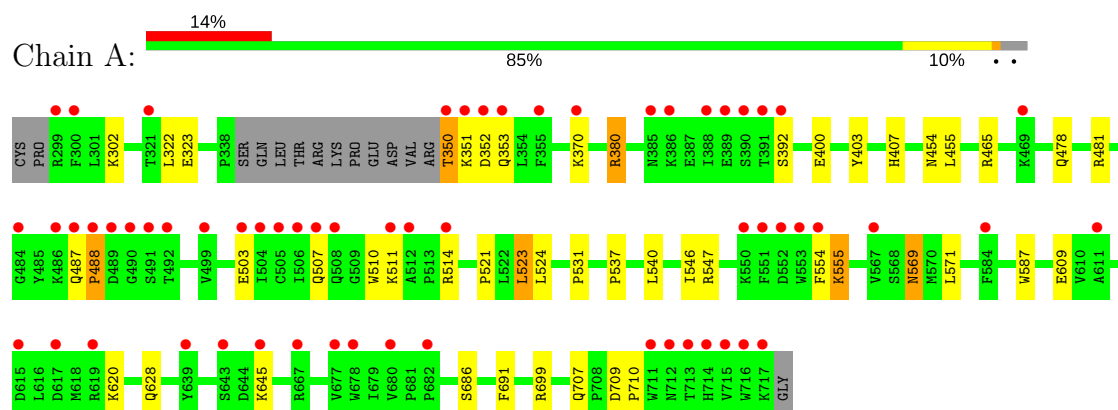 14%
Chain A:
85% 10% • •
CYS PRO R299 F300 L301 K302 T321 L322 E323 P338 SER GLN LEU THR ARG LYS PRO GLU ASP VAL ARG T350 K351 D352 Q353 L354 F355 K370 R380 N385 K386 E387 I388 E389 S390 T391 S392 E400 Y403 H407 N454 L455 R465 K469 Q478 R481
G484 Y485 K486 Q487 P488 D489 G490 S491 T492 V499 E503 I504 C505 I506 Q507 Q508 G509 W510 K511 A512 P513 R514 P521 L522 L523 L524 P531 P537 L540 I546 R547 K550 F551 D552 W553 F554 K555 V567 S568 N569 M570 L571 F584 W587 E609 V610 A611
D615 L616 D617 M618 R619 K620 Q628 Y639 S643 D644 K645 R667 V677 W678 I679 V680 P681 P682 S686 F691 R699 Q707 P708 D709 P710 W711 N712 T713 H714 V715 W716 K717 GLY